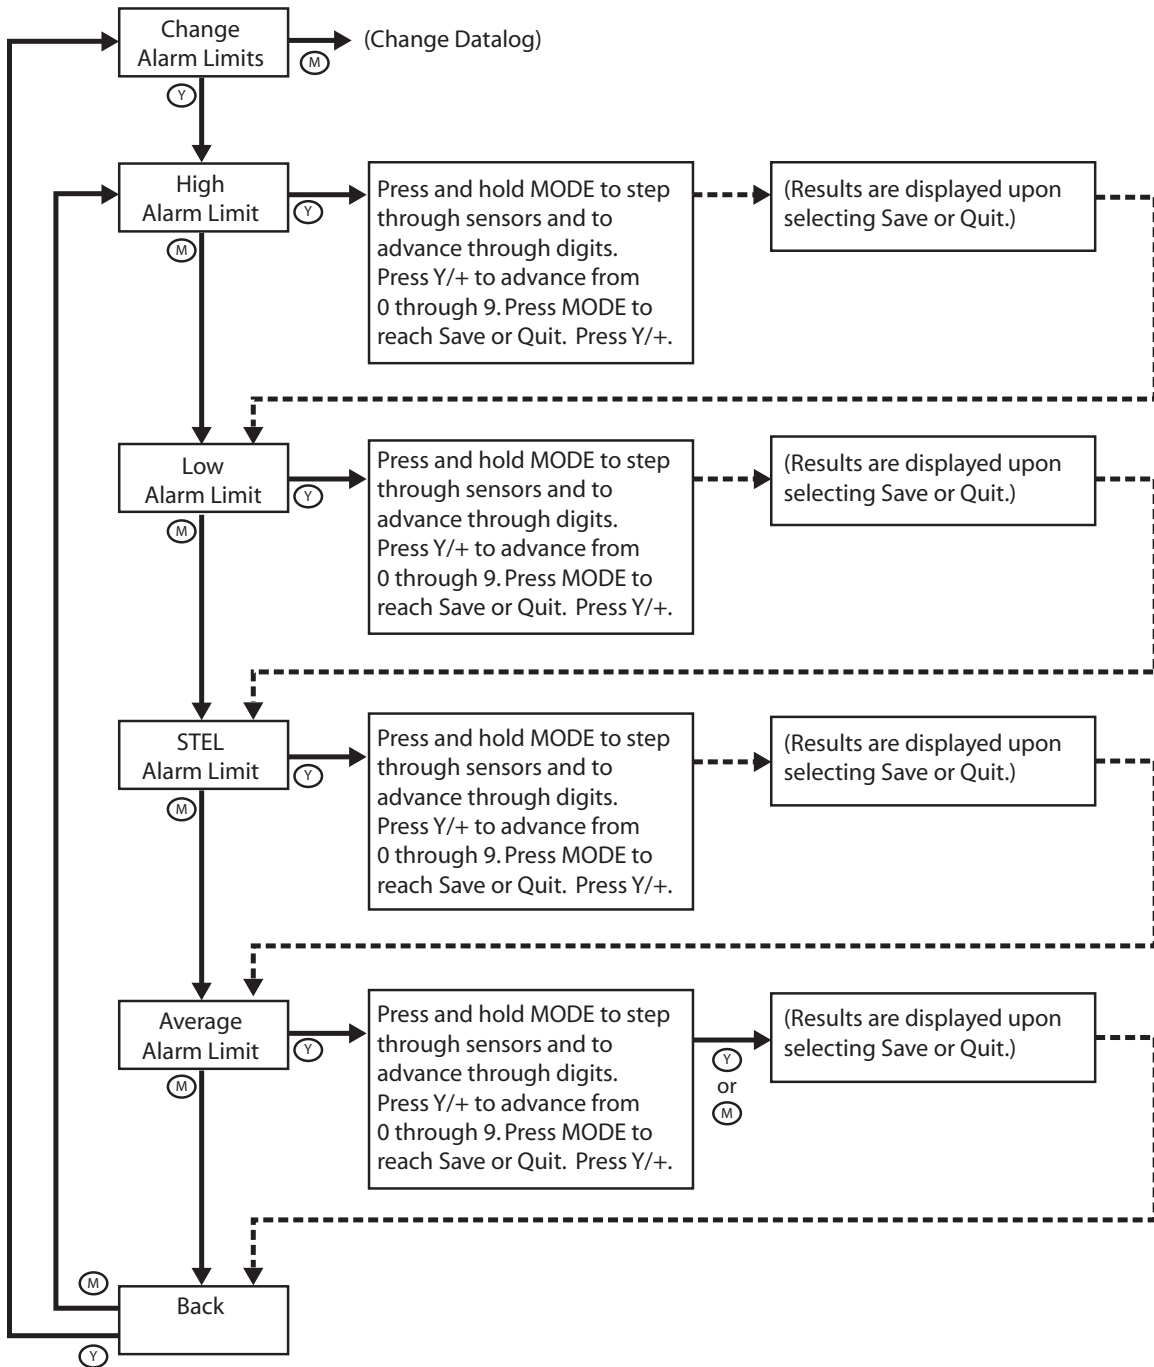 Change
Alarm Limits
M
(Change Datalog)
Y
High
Alarm Limit
Y
M
Press and hold MODE to step
through sensors and to
advance through digits.
Press Y/+ to advance from
0 through 9. Press MODE to
reach Save or Quit. Press Y/+.
(Results are displayed upon
selecting Save or Quit.)
Low
Alarm Limit
Y
M
Press and hold MODE to step
through sensors and to
advance through digits.
Press Y/+ to advance from
0 through 9. Press MODE to
reach Save or Quit. Press Y/+.
(Results are displayed upon
selecting Save or Quit.)
STEL
Alarm Limit
Y
M
Press and hold MODE to step
through sensors and to
advance through digits.
Press Y/+ to advance from
0 through 9. Press MODE to
reach Save or Quit. Press Y/+.
(Results are displayed upon
selecting Save or Quit.)
Average
Alarm Limit
Y
M
Press and hold MODE to step
through sensors and to
advance through digits.
Press Y/+ to advance from
0 through 9. Press MODE to
reach Save or Quit. Press Y/+.
Y
or
M
(Results are displayed upon
selecting Save or Quit.)
M
Back
Y